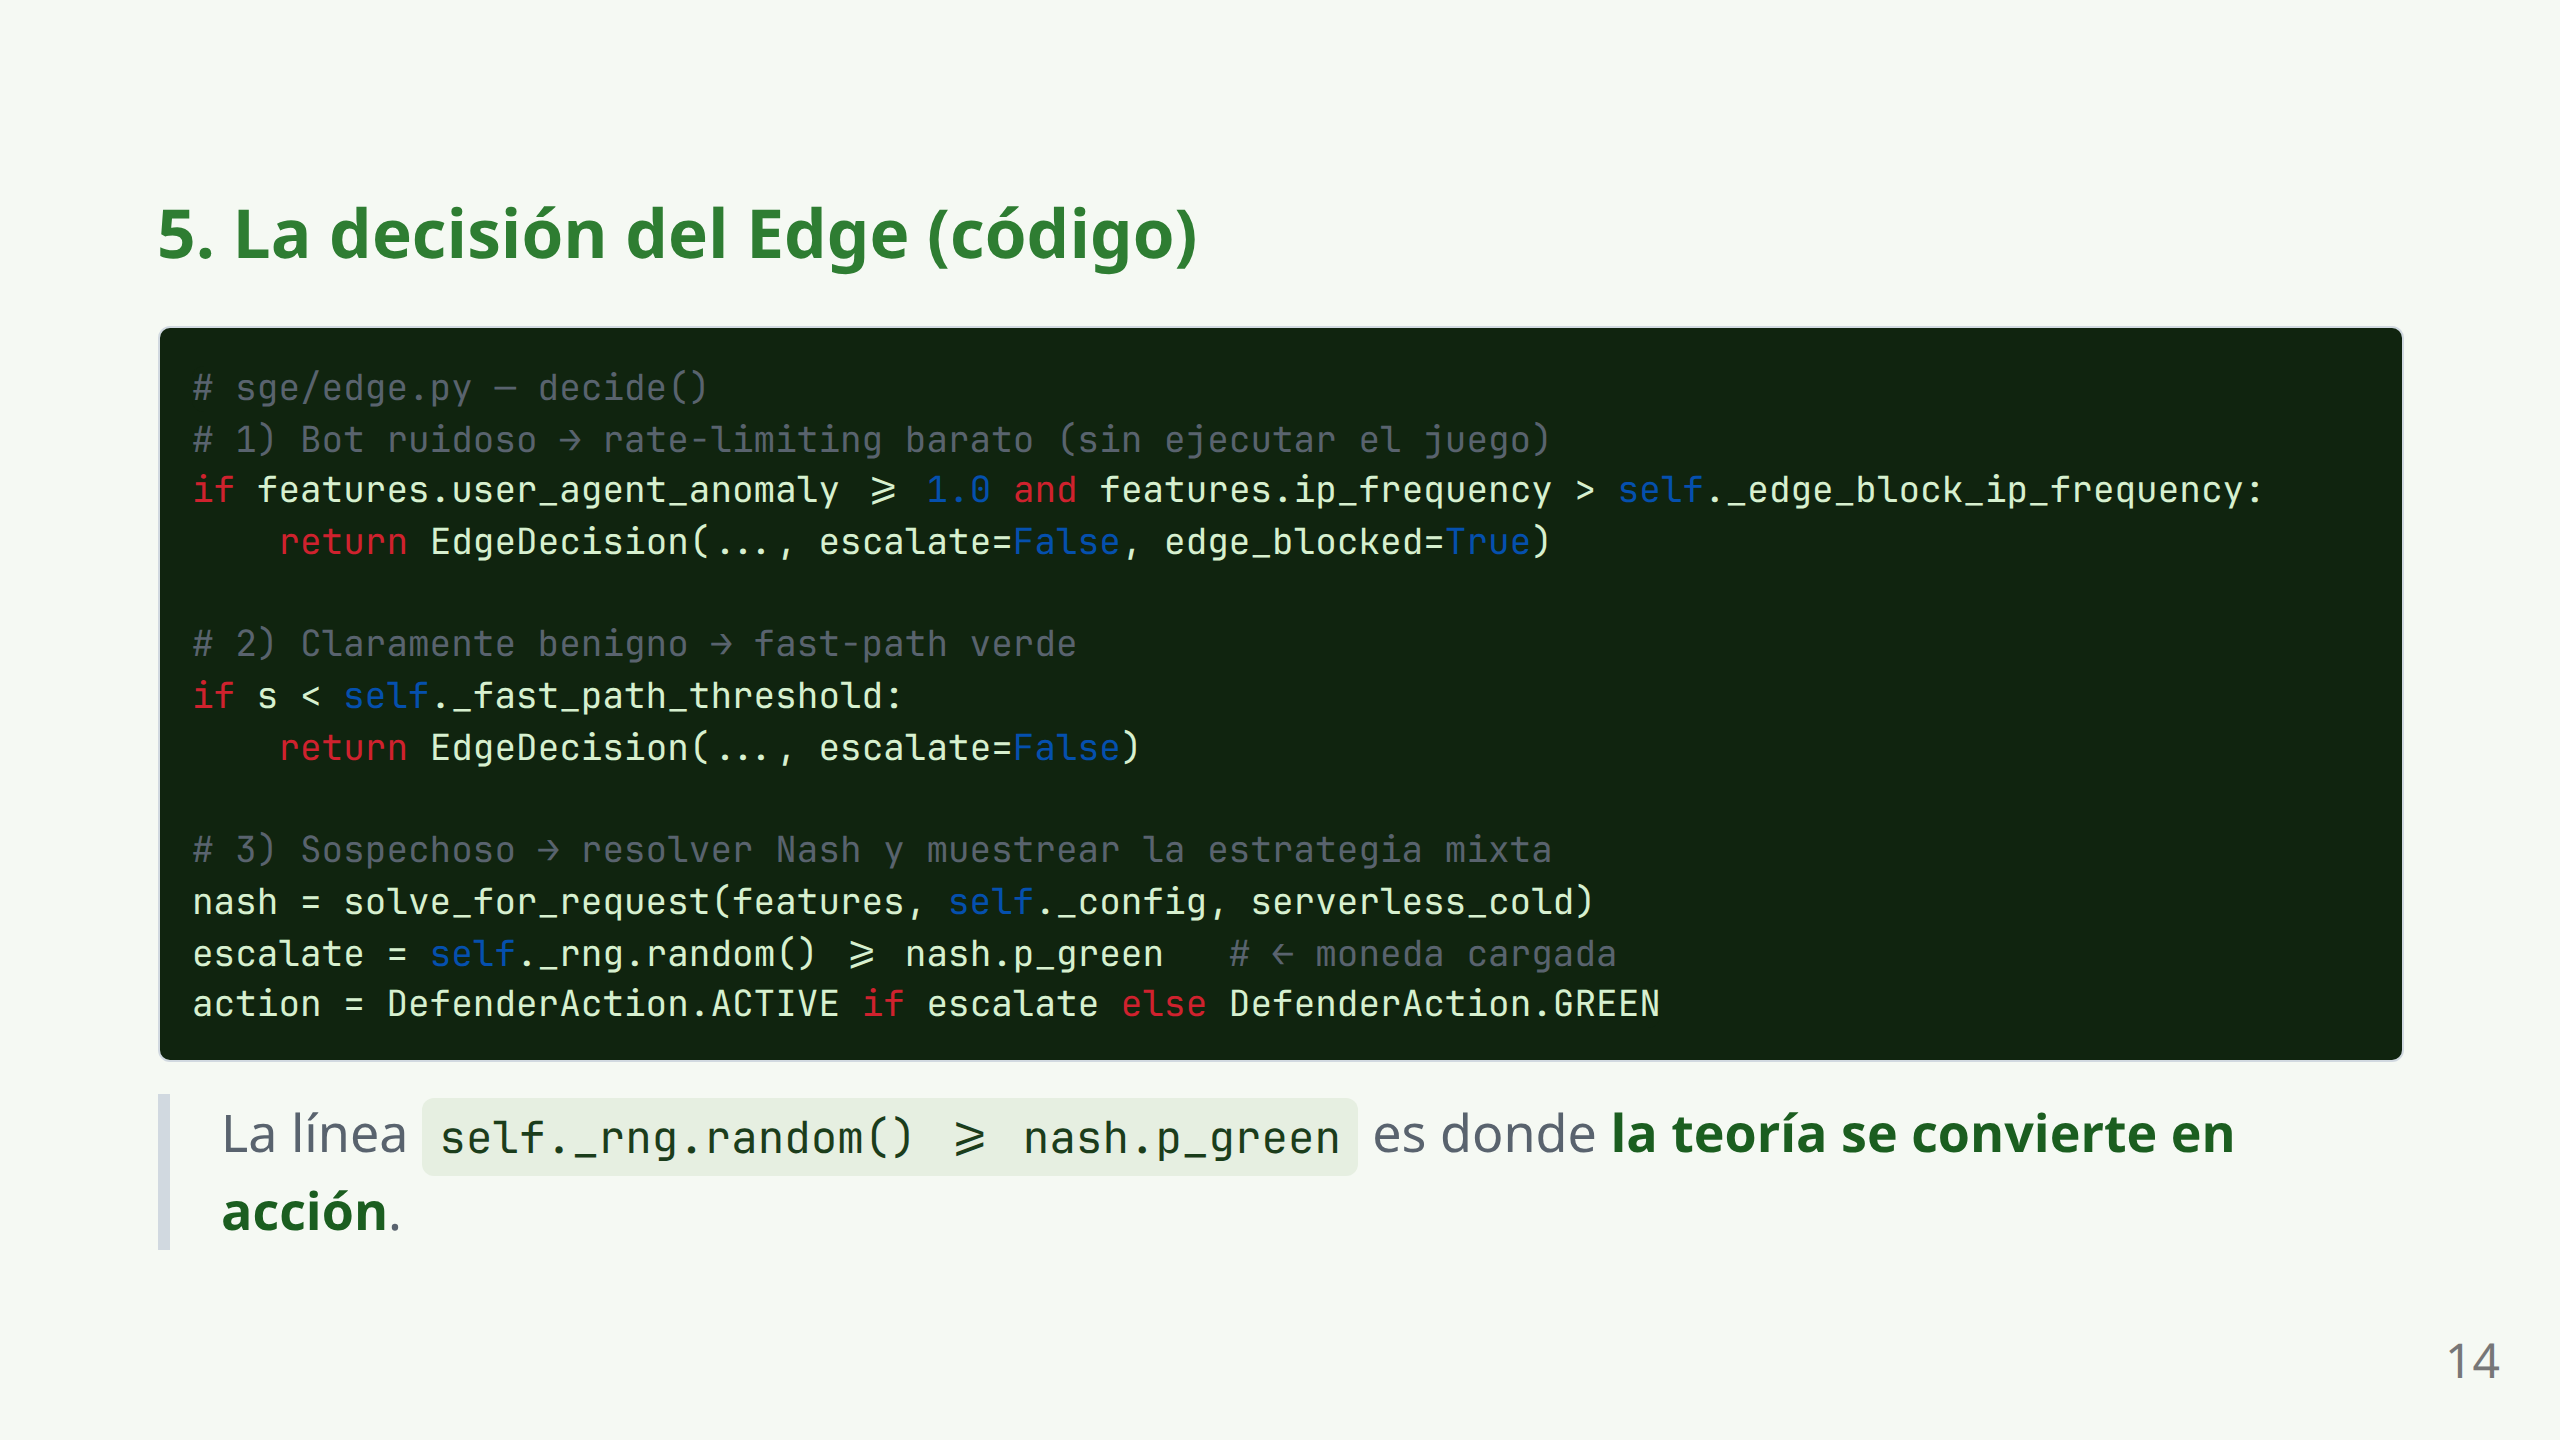 5. La decisión del Edge (código)
# sge/edge.py — decide()
# 1) Bot ruidoso → rate-limiting barato (sin ejecutar el juego)
if features.user_agent_anomaly >= 1.0 and features.ip_frequency > self._edge_block_ip_frequency:
    return EdgeDecision(..., escalate=False, edge_blocked=True)
# 2) Claramente benigno → fast-path verde
if s < self._fast_path_threshold:
    return EdgeDecision(..., escalate=False)
# 3) Sospechoso → resolver Nash y muestrear la estrategia mixta
nash = solve_for_request(features, self._config, serverless_cold)
escalate = self._rng.random() >= nash.p_green   # ← moneda cargada
action = DefenderAction.ACTIVE if escalate else DefenderAction.GREEN
La línea self._rng.random() >= nash.p_green es donde la teoría se convierte en
acción.
14